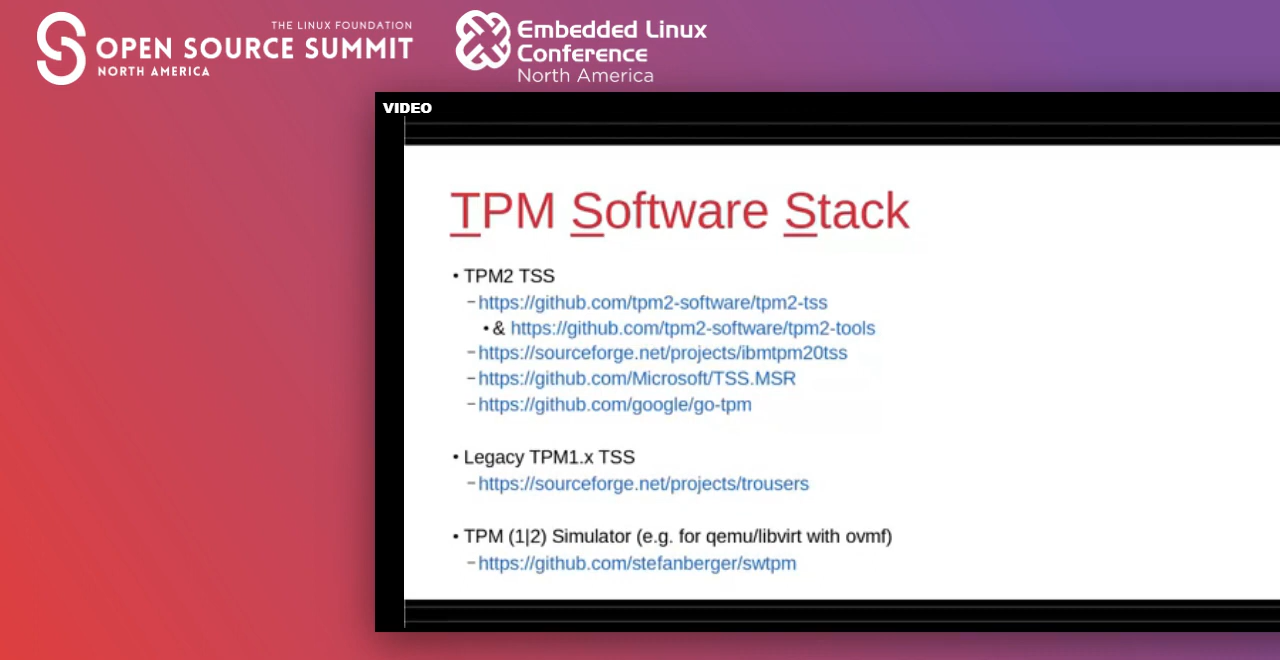 THE LINUX FOUNDATION
OPEN SOURCE SUMMIT
NORTH AMERICA
Embedded Linux
Conference
North America
VIDEO
TPM Software Stack
• TPM2 TSS
–https://github.com/tpm2-software/tpm2-tss
• & https://github.com/tpm2-software/tpm2-tools
–https://sourceforge.net/projects/ibmtpm20tss
–https://github.com/Microsoft/TSS.MSR
–https://github.com/google/go-tpm
• Legacy TPM1.x TSS
–https://sourceforge.net/projects/trousers
• TPM (1|2) Simulator (e.g. for qemu/libvirt with ovmf)
–https://github.com/stefanberger/swtpm